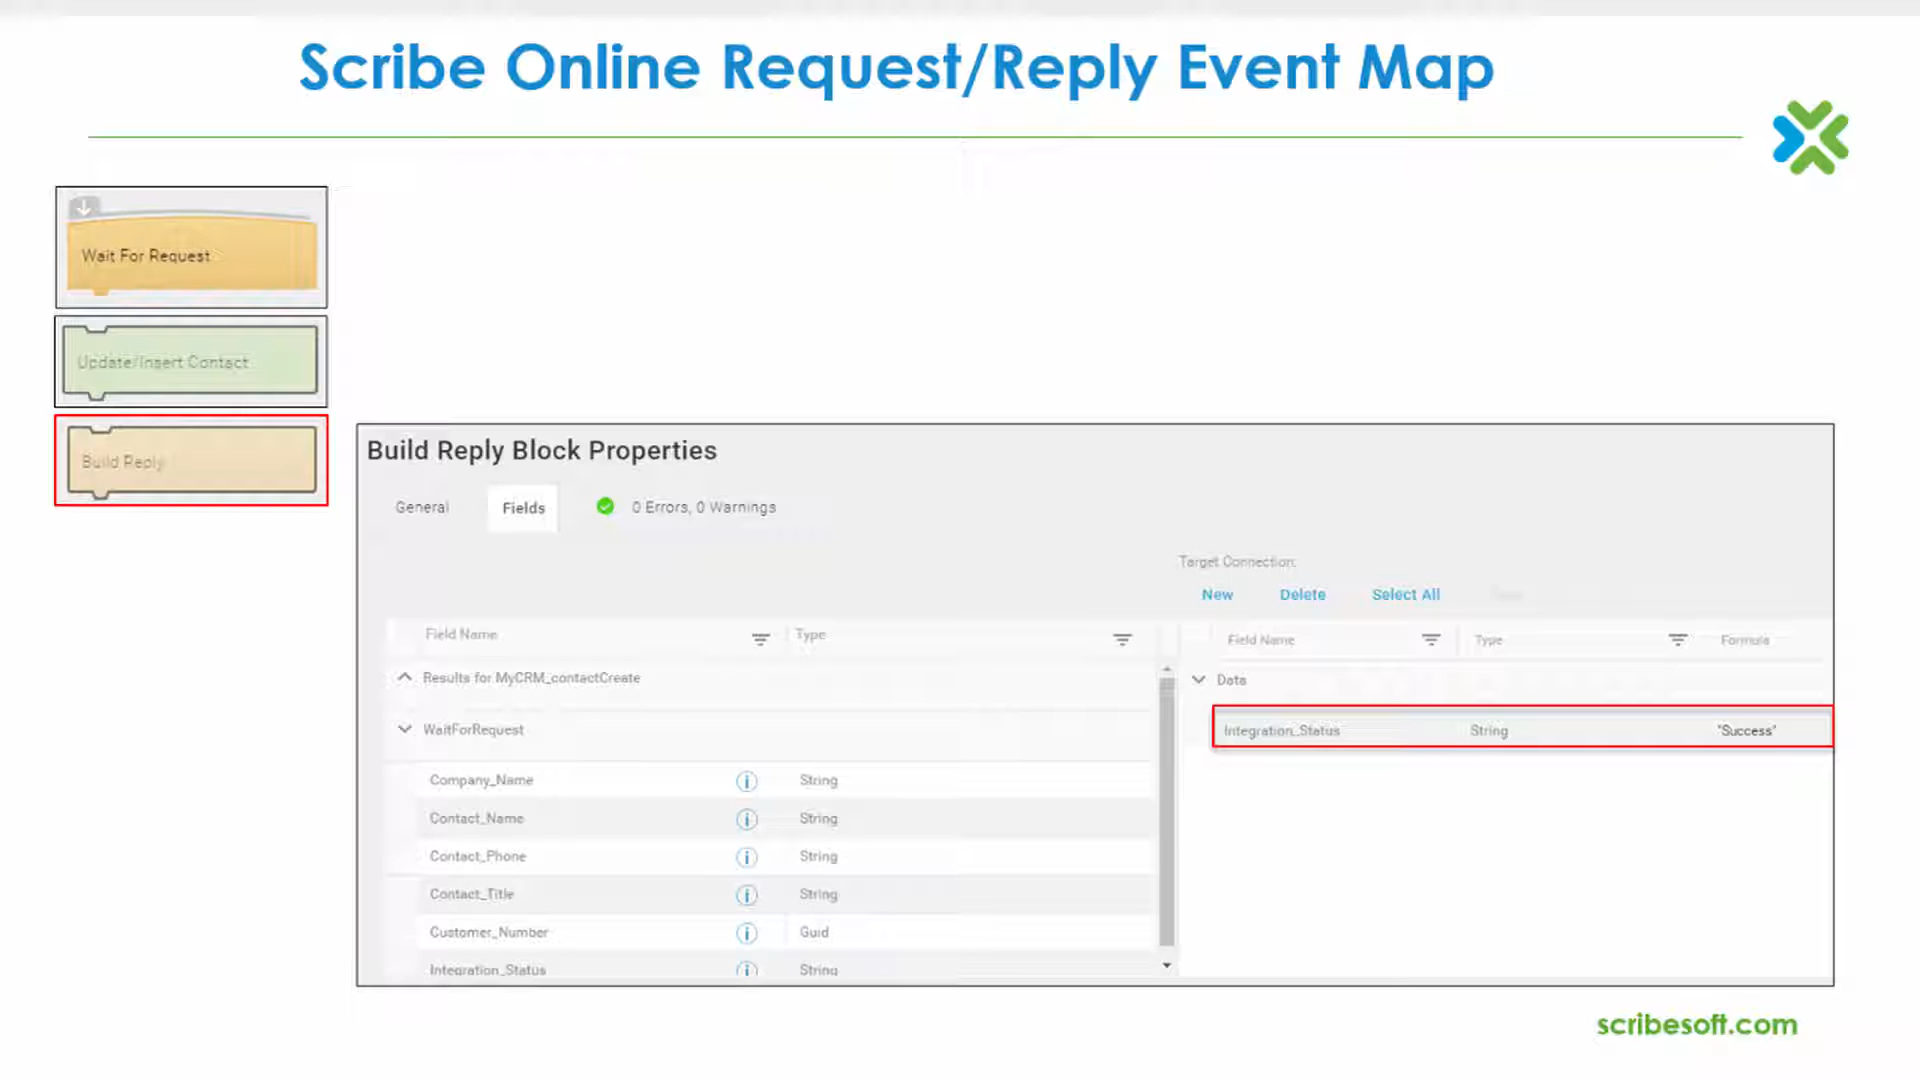 Scribe Online Request/Reply Event Map
Wait For Request
Update/Insert Contact
Build Reply
Build Reply Block Properties
General Fields 0 Errors, 0 Warnings
Target Connection:
New Delete Select All
Field Name Type Field Name Type Formula
Results for MyCRM_contactCreate Data
WaitForRequest Integration_Status String "Success"
Company_Name String
Contact_Name String
Contact_Phone String
Contact_Title String
Customer_Number Guid
Integration_Status String
scribesoft.com